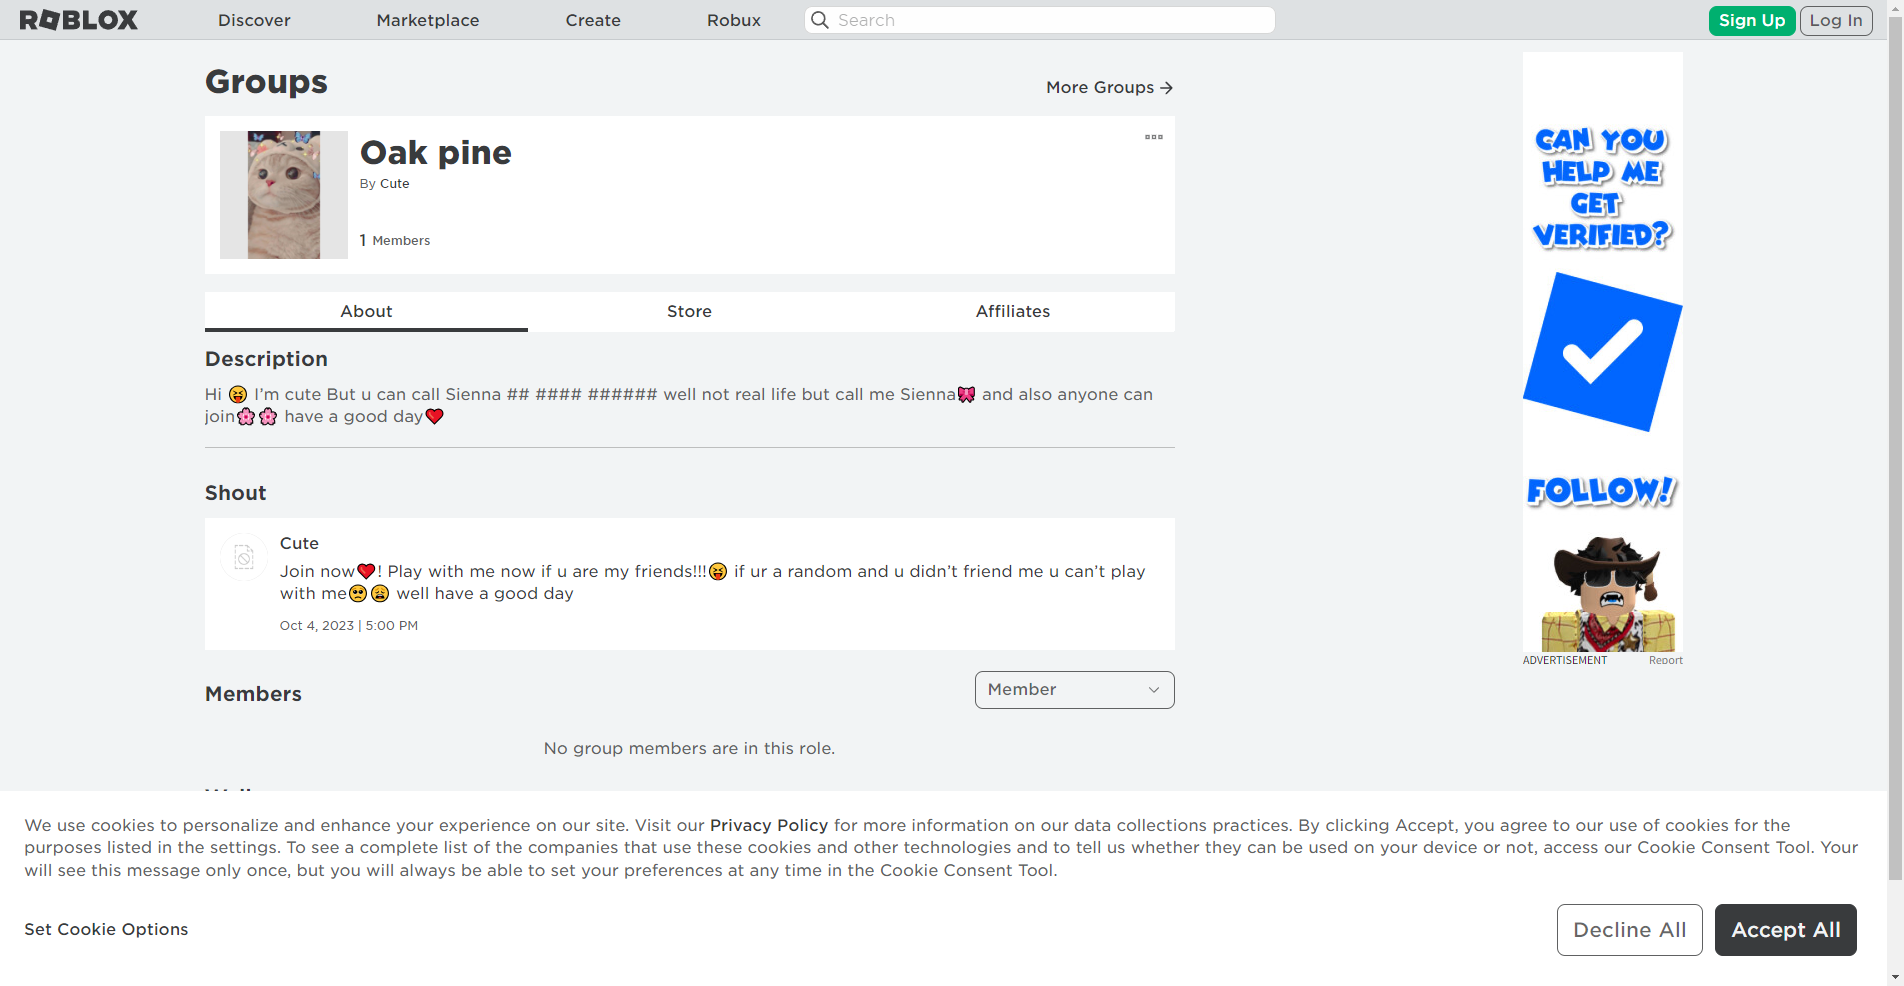 ROBLOX Discover Marketplace Create Robux Search Sign Up Log In
Groups
More Groups →
Oak pine
By Cute
1 Members
About Store Affiliates
Description
Hi 😝 I’m cute But u can call Sienna ## #### ###### well not real life but call me Sienna🎀 and also anyone can
join🌸🌸 have a good day❤️
Shout
Cute
Join now❤️! Play with me now if u are my friends!!!😝 if ur a random and u didn’t friend me u can’t play
with me🥺😩 well have a good day
Oct 4, 2023 | 5:00 PM
Members
Member
No group members are in this role.
CAN YOU
HELP ME
GET
VERIFIED?
FOLLOW!
ADVERTISEMENT Report
We use cookies to personalize and enhance your experience on our site. Visit our Privacy Policy for more information on our data collections practices. By clicking Accept, you agree to our use of cookies for the
purposes listed in the settings. To see a complete list of the companies that use these cookies and other technologies and to tell us whether they can be used on your device or not, access our Cookie Consent Tool. Your
will see this message only once, but you will always be able to set your preferences at any time in the Cookie Consent Tool.
Set Cookie Options
Decline All
Accept All